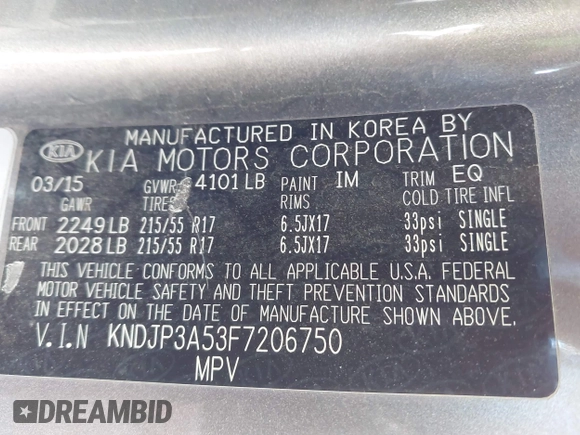 MANUFACTURED IN KOREA BY
KIA KIA MOTORS CORPORATION
03/15 GVWR 4101 LB PAINT IM TRIM EQ
GAWR TIRES RIMS COLD TIRE INFL
FRONT 2249 LB 215/55 R17 6.5JX17 33psi SINGLE
REAR 2028 LB 215/55 R17 6.5JX17 33psi SINGLE
THIS VEHICLE CONFORMS TO ALL APPLICABLE U.S.A. FEDERAL
MOTOR VEHICLE SAFETY AND THEFT PREVENTION STANDARDS
IN EFFECT ON THE DATE OF MANUFACTURE SHOWN ABOVE.
V.I.N KNDJP3A53F7206750
MPV
DREAMBID